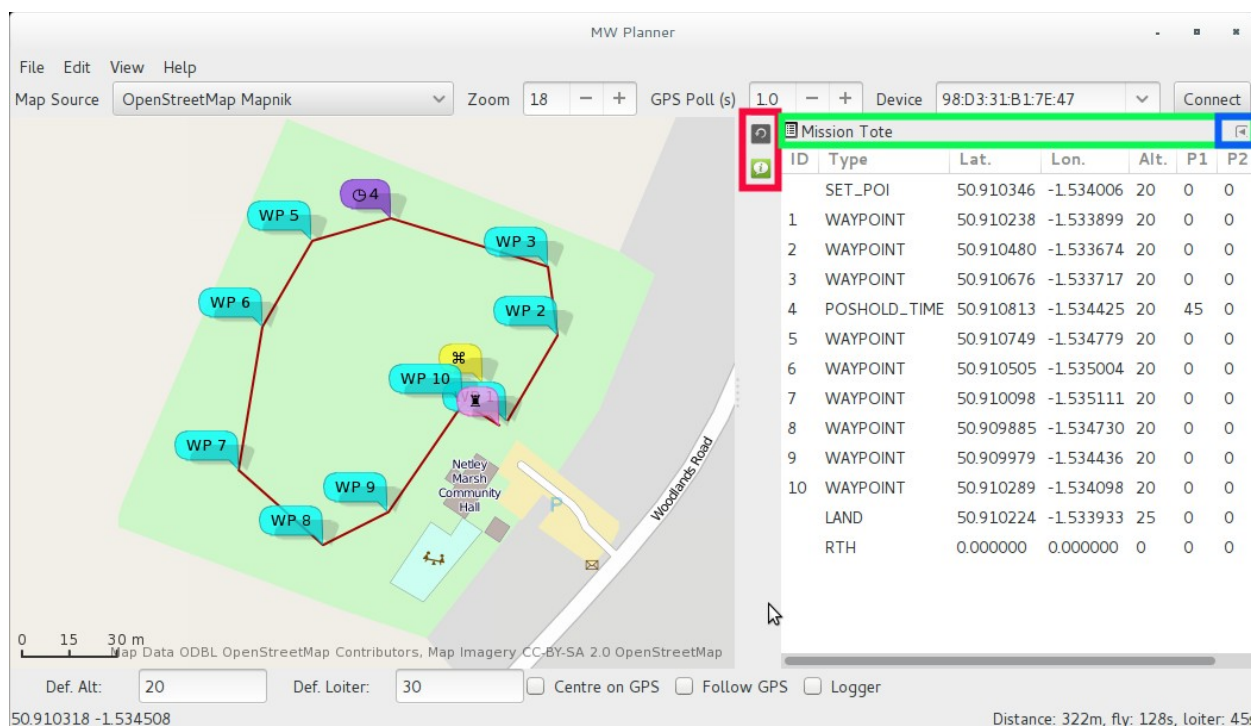 MW Planner
File Edit View Help
Map Source OpenStreetMap Mapnik Zoom 18 − + GPS Poll (s) 1.0 − + Device 98:D3:31:B1:7E:47 Connect
Mission Tote
ID Type Lat. Lon. Alt. P1 P2
SET_POI 50.910346 -1.534006 20 0 0
1 WAYPOINT 50.910238 -1.533899 20 0 0
2 WAYPOINT 50.910480 -1.533674 20 0 0
3 WAYPOINT 50.910676 -1.533717 20 0 0
4 POSHOLD_TIME 50.910813 -1.534425 20 45 0
5 WAYPOINT 50.910749 -1.534779 20 0 0
6 WAYPOINT 50.910505 -1.535004 20 0 0
7 WAYPOINT 50.910098 -1.535111 20 0 0
8 WAYPOINT 50.909885 -1.534730 20 0 0
9 WAYPOINT 50.909979 -1.534436 20 0 0
10 WAYPOINT 50.910289 -1.534098 20 0 0
LAND 50.910224 -1.533933 25 0 0
RTH 0.000000 0.000000 0 0 0
4
WP 5
WP 3
WP 6
WP 2
WP 10
WP 1
WP 7
WP 9
WP 8
Netley
Marsh
Community
Hall
P
Woodlands Road
0 15 30 m
Map Data ODBL OpenStreetMap Contributors, Map Imagery CC-BY-SA 2.0 OpenStreetMap
Def. Alt: 20 Def. Loiter: 30 Centre on GPS Follow GPS Logger
50.910318 -1.534508
Distance: 322m, fly: 128s, loiter: 45s